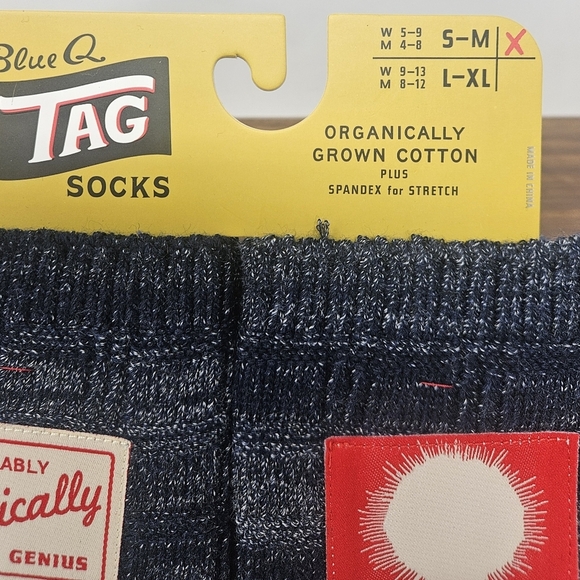 Blue Q
TAG
SOCKS
W 5-9
M 4-8 S-M X
W 9-13
M 8-12 L-XL
ORGANICALLY
GROWN COTTON
PLUS
SPANDEX for STRETCH
MADE IN CHINA.
ABLY
ically
GENIUS